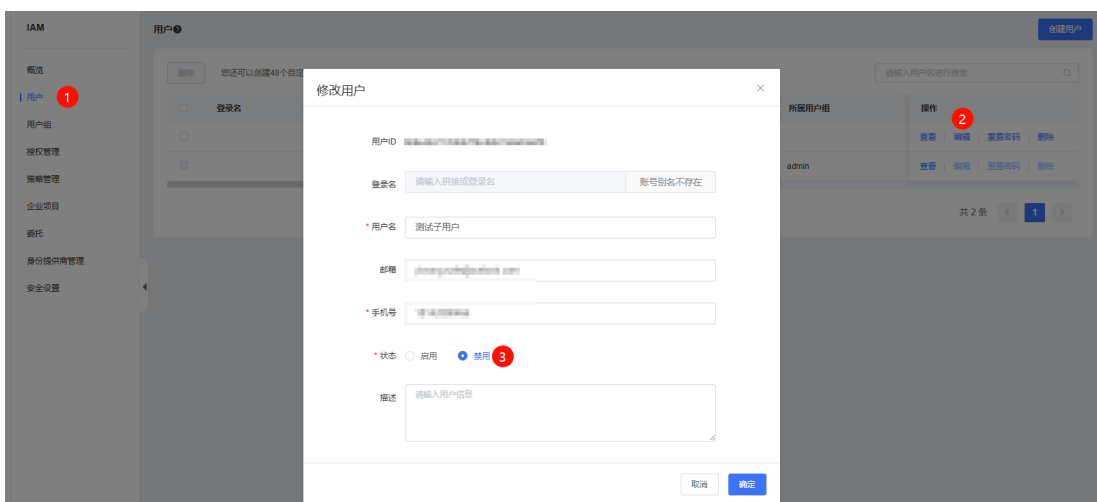 IAM
用户
创建用户
概览
用户 1
用户组
授权管理
策略管理
企业项目
委托
身份提供商管理
安全设置
删除 您还可以创建48个自定
请输入用户名进行搜索
登录名 所属用户组 操作 2
查看 编辑 重置密码 删除
admin 查看 编辑 重置密码 删除
共 2 条 < 1 >
修改用户 ×
用户ID
登录名 请输入拼接成登录名 账号别名不存在
* 用户名 测试子用户
邮箱
* 手机号
* 状态 启用 禁用 3
描述 请输入用户信息
取消 确定